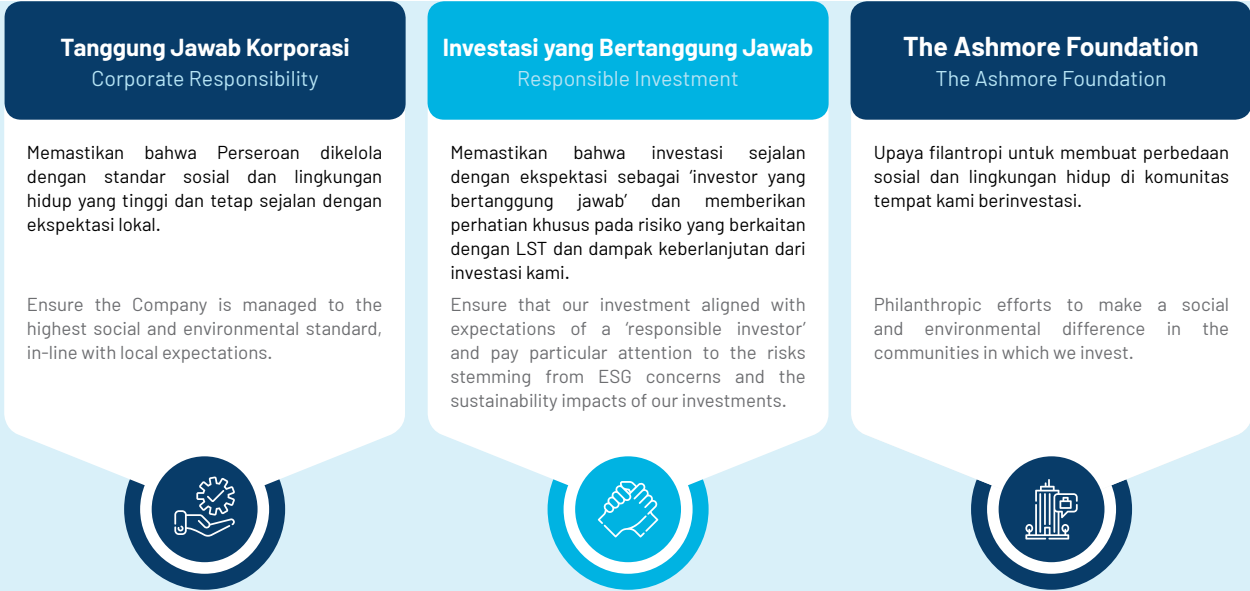 Tanggung Jawab Korporasi
Corporate Responsibility
Memastikan bahwa Perseroan dikelola
dengan standar sosial dan lingkungan
hidup yang tinggi dan tetap sejalan dengan
ekspektasi lokal.
Ensure the Company is managed to the
highest social and environmental standard,
in-line with local expectations.
Investasi yang Bertanggung Jawab
Responsible Investment
Memastikan bahwa investasi sejalan
dengan ekspektasi sebagai ‘investor yang
bertanggung jawab’ dan memberikan
perhatian khusus pada risiko yang berkaitan
dengan LST dan dampak keberlanjutan dari
investasi kami.
Ensure that our investment aligned with
expectations of a ‘responsible investor’
and pay particular attention to the risks
stemming from ESG concerns and the
sustainability impacts of our investments.
The Ashmore Foundation
The Ashmore Foundation
Upaya filantropi untuk membuat perbedaan
sosial dan lingkungan hidup di komunitas
tempat kami berinvestasi.
Philanthropic efforts to make a social
and environmental difference in the
communities in which we invest.